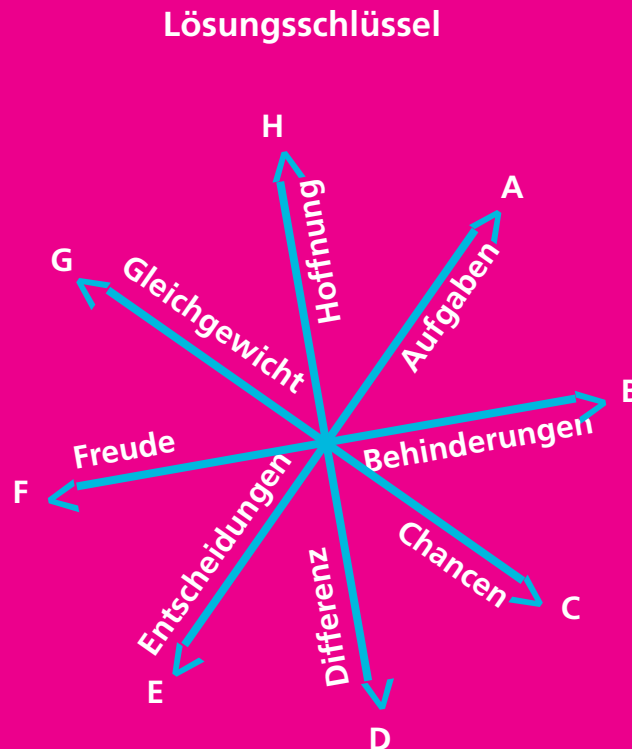 Lösungsschlüssel
H
Hoffnung
A
Aufgaben
B
Behinderungen
C
Chancen
D
Differenz
E
Entscheidungen
F
Freude
G
Gleichgewicht